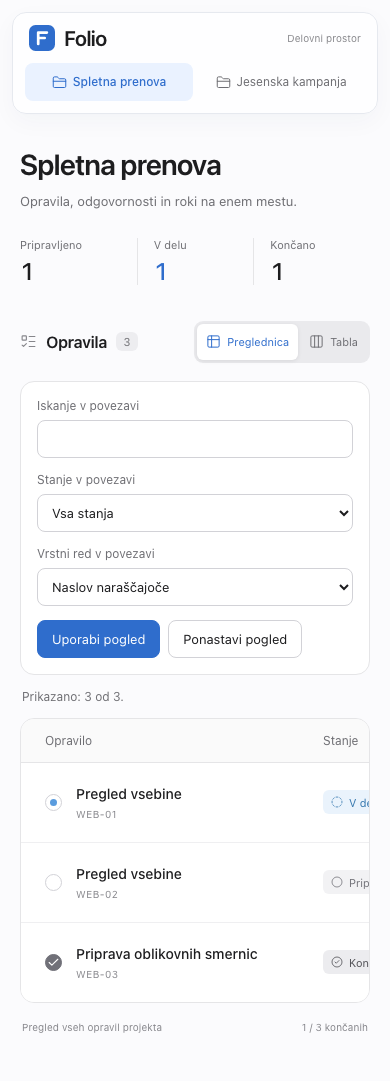 F Folio
Delovni prostor
Spletna prenova
Jesenska kampanja
Spletna prenova
Opravila, odgovornosti in roki na enem mestu.
Pripravljeno
V delu
Končano
1
1
1
Opravila 3
Preglednica
Tabla
Iskanje v povezavi
Stanje v povezavi
Vsa stanja
Vrstni red v povezavi
Naslov naraščajoče
Uporabi pogled
Ponastavi pogled
Prikazano: 3 od 3.
Opravilo
Stanje
Pregled vsebine
WEB-01
V de
Pregled vsebine
WEB-02
Prip
Priprava oblikovnih smernic
WEB-03
Kon
Pregled vseh opravil projekta
1 / 3 končanih